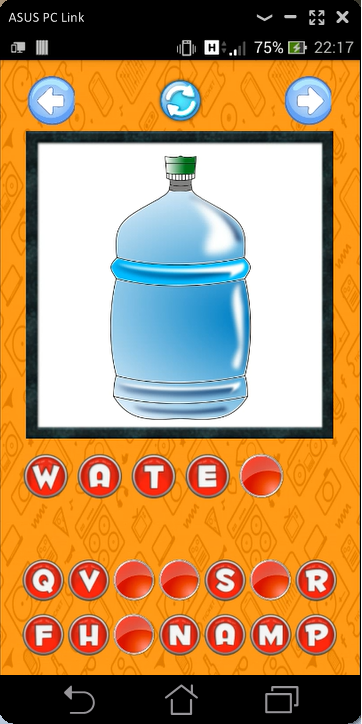 ASUS PC Link
H 75% 22:17
W A T E
Q V S R
F H N A M P